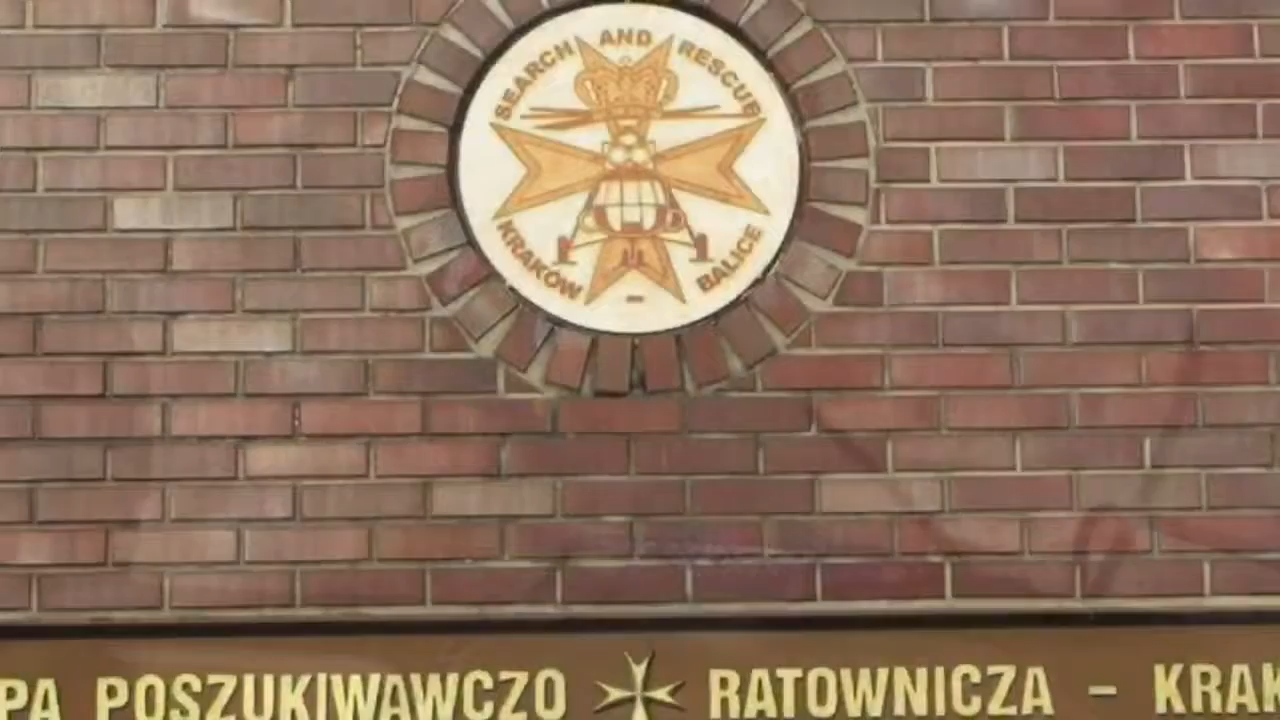 SEARCH AND RESCUE
KRAKÓW - BALICE
PA POSZUKIWAWCZO RATOWNICZA - KRAK